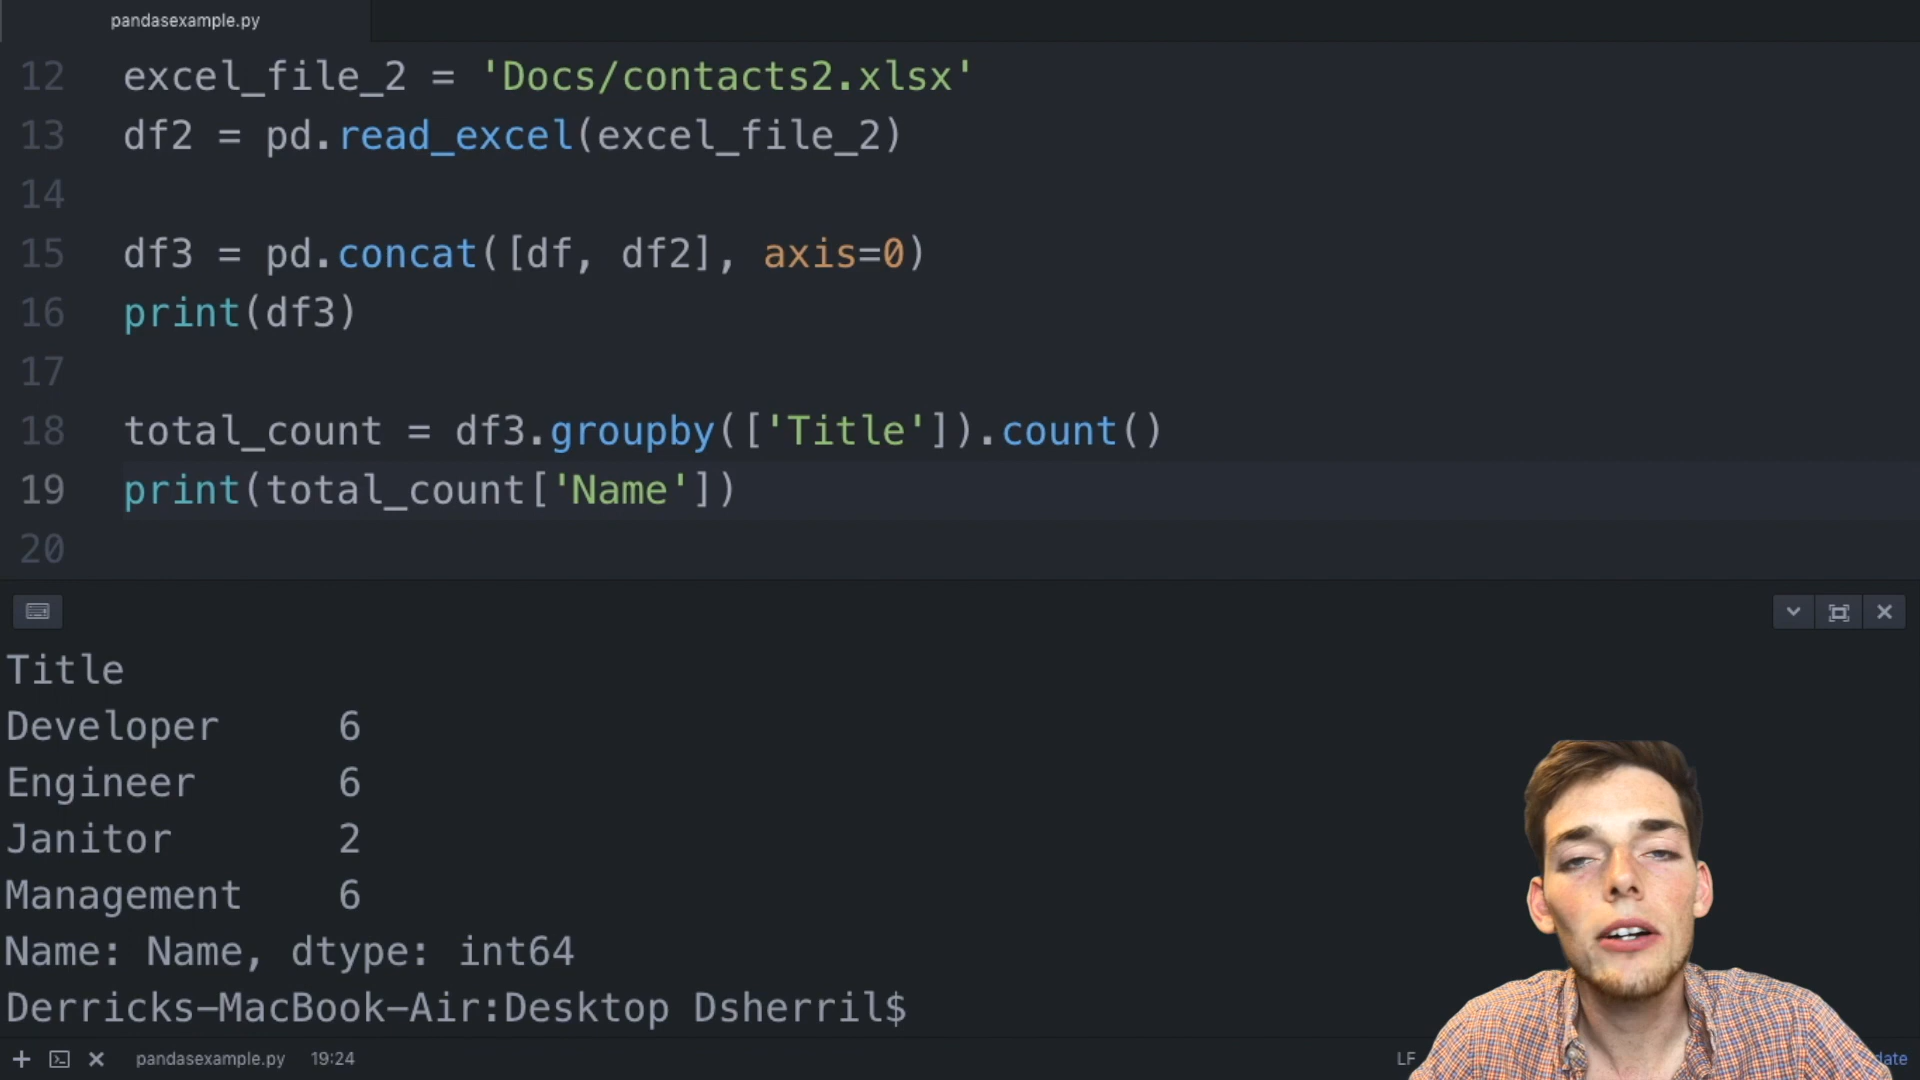 pandasexample.py
12 excel_file_2 = 'Docs/contacts2.xlsx'
13 df2 = pd.read_excel(excel_file_2)
14
15 df3 = pd.concat([df, df2], axis=0)
16 print(df3)
17
18 total_count = df3.groupby(['Title']).count()
19 print(total_count['Name'])
20
Title
Developer 6
Engineer 6
Janitor 2
Management 6
Name: Name, dtype: int64
Derricks-MacBook-Air:Desktop Dsherril$
pandasexample.py 19:24 LF